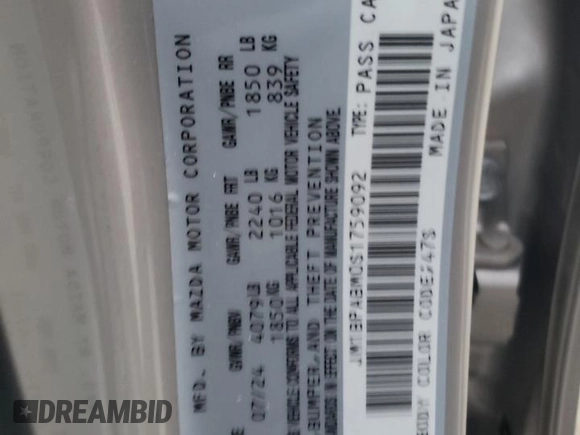 MFD. BY MAZDA MOTOR CORPORATION
GVWR/PNBV GAWR/PNBE FRT GAWR/PNBE RR
07/24 4079LB 2240 LB 1850 LB
1850KG 1016 KG 839 KG
VEHICLE CONFORMS TO ALL APPLICABLE FEDERAL MOTOR VEHICLE SAFETY
BUMPER, AND THEFT PREVENTION
STANDARDS IN EFFECT ON THE DATE OF MANUFACTURE SHOWN ABOVE.
JM1BPABM0S1759092 TYPE: PASS CA
BODY COLOR CODE: 47S MADE IN JAPA
DREAMBID